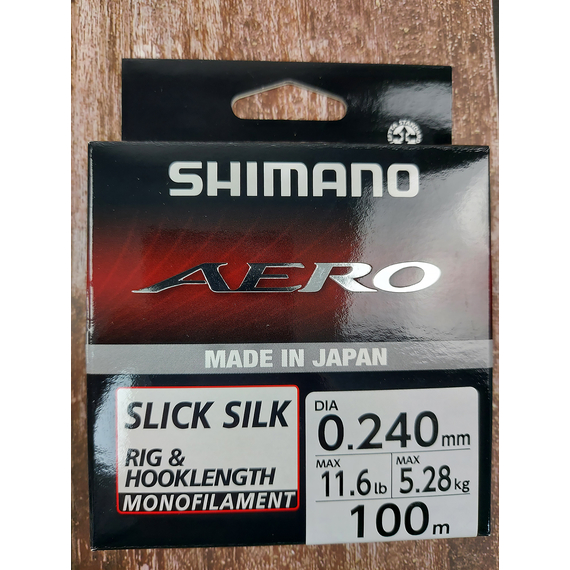 SHIMANO
AERO
MADE IN JAPAN
SLICK SILK
RIG &
HOOKLENGTH
MONOFILAMENT
DIA
0.240mm
MAX
11.6lb
MAX
5.28kg
100m